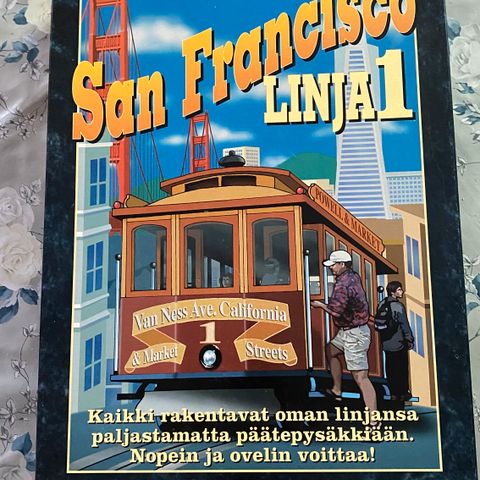 San Francisco
LINJA 1
POWELL & MARKET
Van Ness Ave. California
1
& Market Streets
Kaikki rakentavat oman linjansa
paljastamatta päätepysäkkiään.
Nopein ja ovelin voittaa!